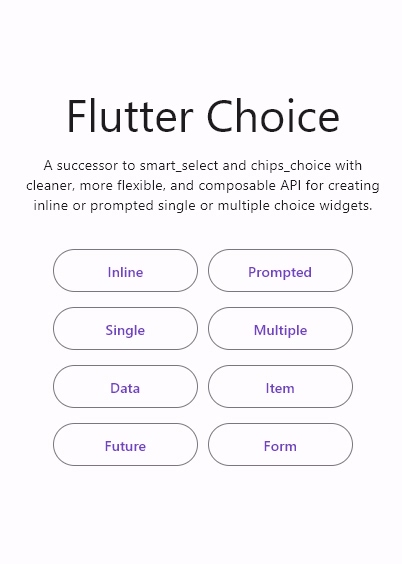 Flutter Choice
A successor to smart_select and chips_choice with
cleaner, more flexible, and composable API for creating
inline or prompted single or multiple choice widgets.
Inline
Prompted
Single
Multiple
Data
Item
Future
Form